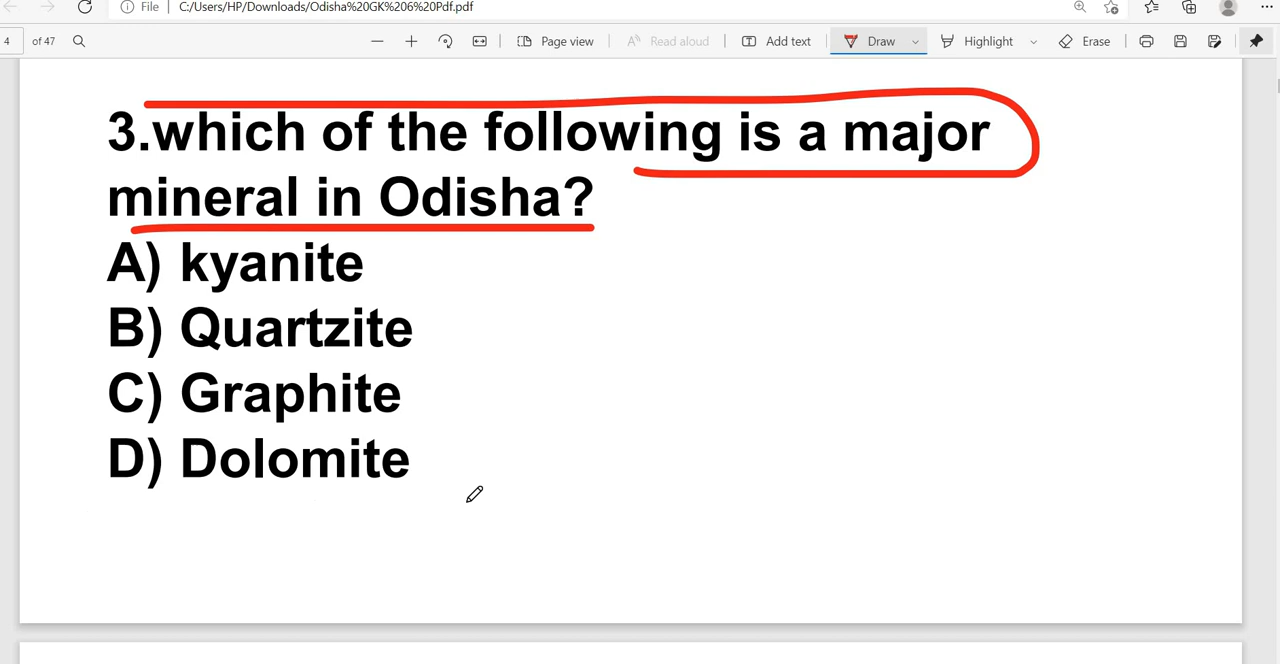 File C:/Users/HP/Downloads/Odisha%20GK%206%20Pdf.pdf
4 of 47 Page view Read aloud Add text Draw Highlight Erase
3.which of the following is a major
mineral in Odisha?
A) kyanite
B) Quartzite
C) Graphite
D) Dolomite